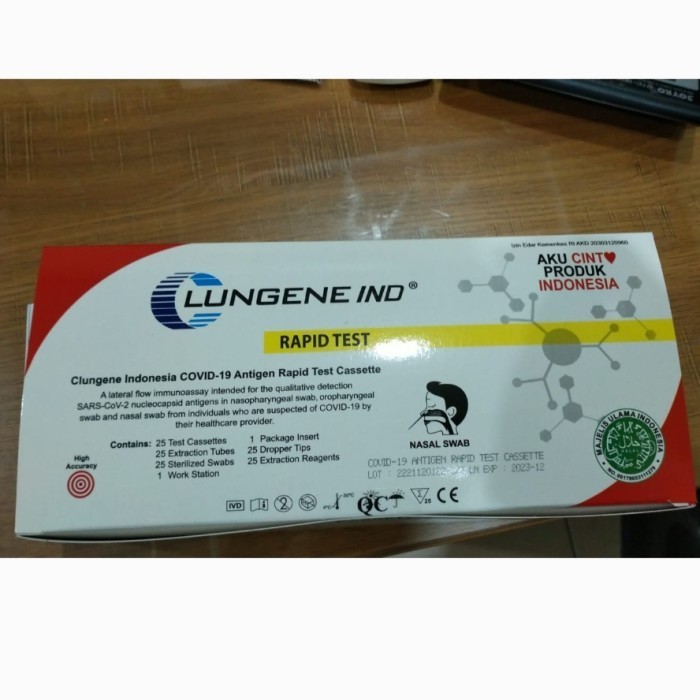 Izin Edar Kemenkes RI AKD 20303120960
AKU CINT
PRODUK
INDONESIA
CLUNGENE IND ®
RAPID TEST
Clungene Indonesia COVID-19 Antigen Rapid Test Cassette
A lateral flow immunoassay intended for the qualitative detection
SARS-CoV-2 nucleocapsid antigens in nasopharyngeal swab, oropharyngeal
swab and nasal swab from individuals who are suspected of COVID-19 by
their healthcare provider.
Contains: 25 Test Cassettes 1 Package Insert
25 Extraction Tubes 25 Dropper Tips
25 Sterilized Swabs 25 Extraction Reagents
1 Work Station
High
Accuracy
NASAL SWAB
COVID-19 ANTIGEN RAPID TEST CASSETTE
LOT : EXP : 2023-12
MAJELIS ULAMA INDONESIA
IVD 2 30°C QC 25 CE